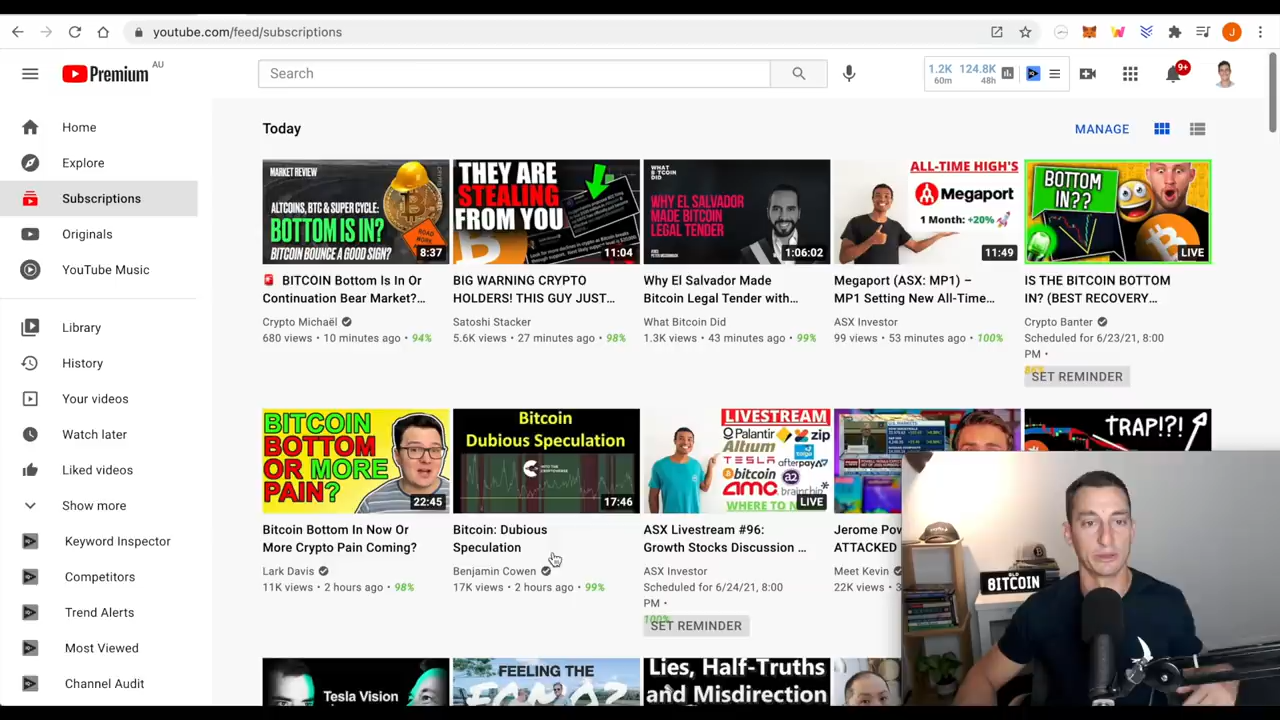 youtube.com/feed/subscriptions
J
Premium AU
Search
1.2K 124.8K
60m 48h
9+
Home
Explore
Subscriptions
Originals
YouTube Music
Library
History
Your videos
Watch later
Liked videos
Show more
Keyword Inspector
Competitors
Trend Alerts
Most Viewed
Channel Audit
Today
MANAGE
MARKET REVIEW
ALTCOINS, BTC & SUPER CYCLE:
BOTTOM IS IN?
BITCOIN BOUNCE A GOOD SIGN?
8:37
🚨 BITCOIN Bottom Is In Or
Continuation Bear Market?...
Crypto Michaël
680 views • 10 minutes ago • 94%
THEY ARE
STEALING
FROM YOU
11:04
BIG WARNING CRYPTO
HOLDERS! THIS GUY JUST...
Satoshi Stacker
5.6K views • 27 minutes ago • 98%
WHAT
BITCOIN
DID
WHY EL SALVADOR
MADE BITCOIN
LEGAL TENDER
1:06:02
Why El Salvador Made
Bitcoin Legal Tender with...
What Bitcoin Did
1.3K views • 43 minutes ago • 99%
ALL-TIME HIGH'S
Megaport
1 Month: +20%
11:49
Megaport (ASX: MP1) –
MP1 Setting New All-Time...
ASX Investor
99 views • 53 minutes ago • 100%
BOTTOM
IN??
LIVE
IS THE BITCOIN BOTTOM
IN? (BEST RECOVERY...
Crypto Banter
Scheduled for 6/23/21, 8:00
PM •
SET REMINDER
BITCOIN
BOTTOM
OR MORE
PAIN?
22:45
Bitcoin Bottom In Now Or
More Crypto Pain Coming?
Lark Davis
11K views • 2 hours ago • 98%
Bitcoin
Dubious Speculation
17:46
Bitcoin: Dubious
Speculation
Benjamin Cowen
17K views • 2 hours ago • 99%
LIVESTREAM
Palantir
zip
Altium
TESLA
afterpay
bitcoin
a2
amc
brainchip
WHERE TO
LIVE
ASX Livestream #96:
Growth Stocks Discussion ...
ASX Investor
Scheduled for 6/24/21, 8:00
PM •
100%
SET REMINDER
Jerome Pow
ATTACKED
Meet Kevin
22K views •
TRAP!?!
BITCOIN
Tesla Vision
FEELING THE
FOMO?
Lies, Half-Truths
and Misdirection